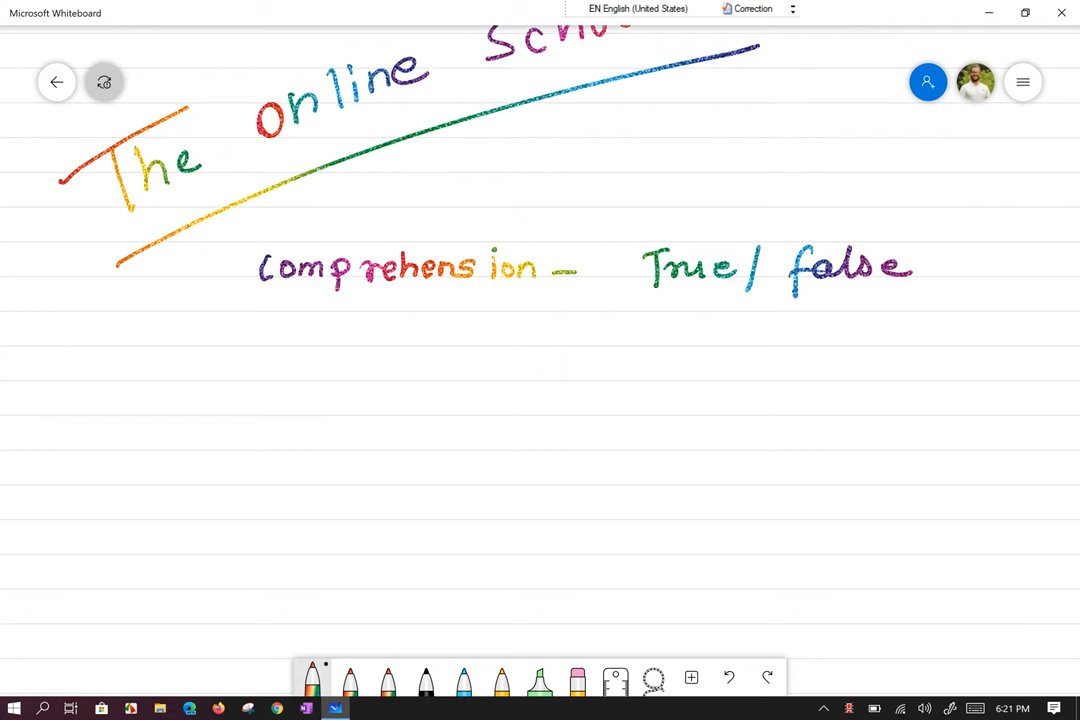 Microsoft Whiteboard
EN English (United States)
Correction
The online
comprehension - True/ false
6:21 PM